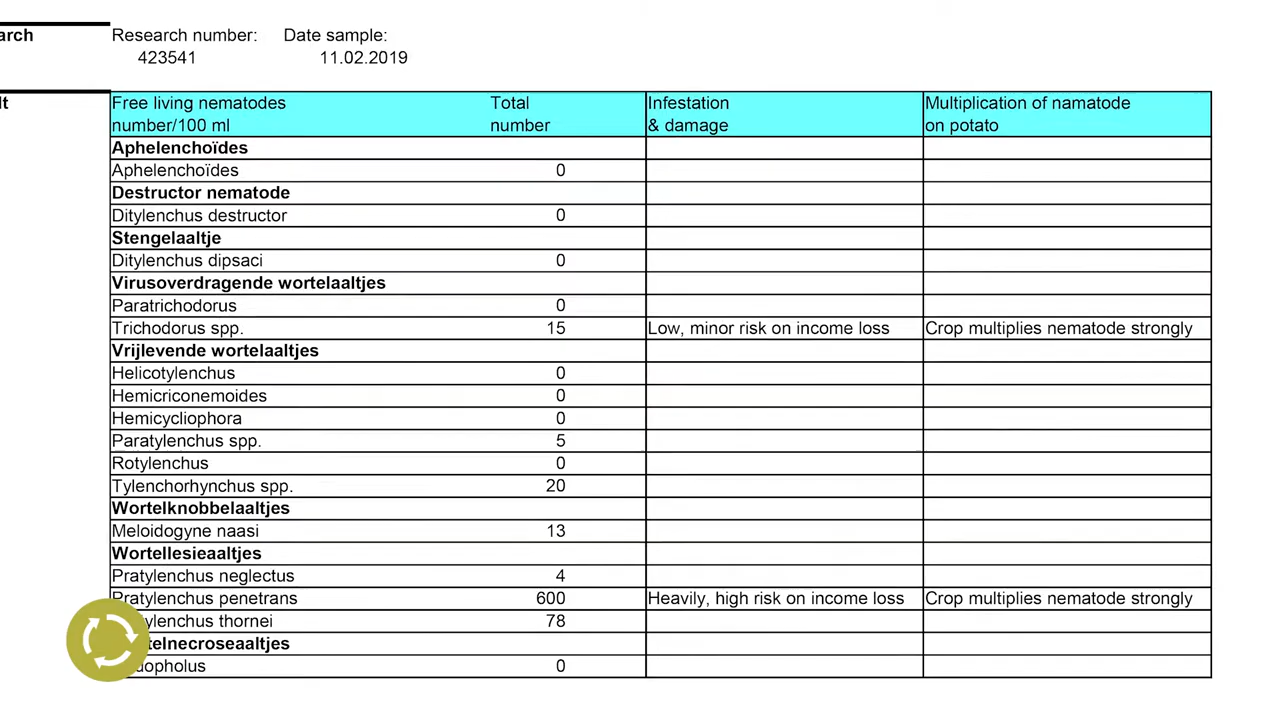 arch Research number: Date sample:
423541 11.02.2019
lt Free living nematodes Total Infestation Multiplication of namatode
number/100 ml number & damage on potato
Aphelenchoïdes
Aphelenchoïdes 0
Destructor nematode
Ditylenchus destructor 0
Stengelaaltje
Ditylenchus dipsaci 0
Virusoverdragende wortelaaltjes
Paratrichodorus 0
Trichodorus spp. 15 Low, minor risk on income loss Crop multiplies nematode strongly
Vrijlevende wortelaaltjes
Helicotylenchus 0
Hemicriconemoides 0
Hemicycliophora 0
Paratylenchus spp. 5
Rotylenchus 0
Tylenchorhynchus spp. 20
Wortelknobbelaaltjes
Meloidogyne naasi 13
Wortellesieaaltjes
Pratylenchus neglectus 4
Pratylenchus penetrans 600 Heavily, high risk on income loss Crop multiplies nematode strongly
ylenchus thornei 78
telnecroseaaltjes
dopholus 0